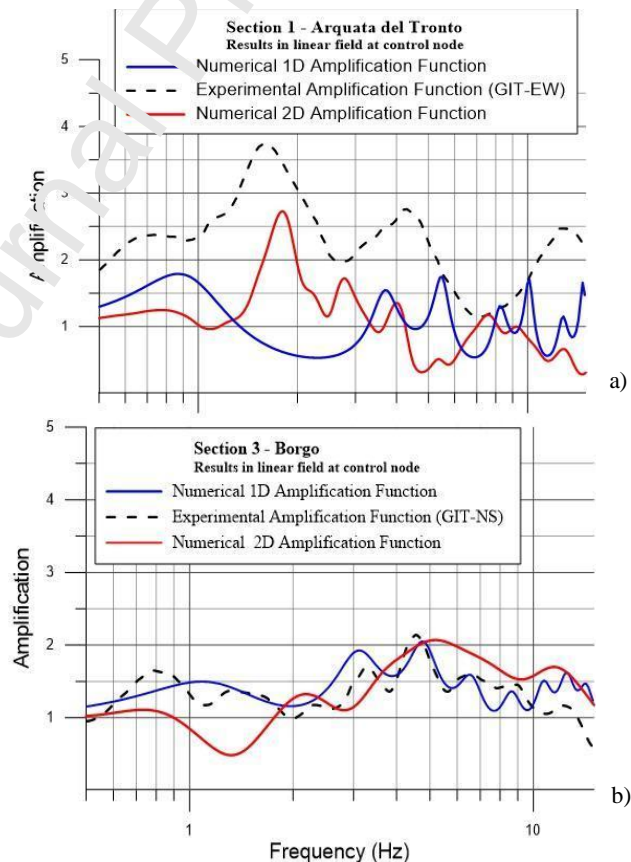 Section 1 - Arquata del Tronto
Results in linear field at control node
Numerical 1D Amplification Function
Experimental Amplification Function (GIT-EW)
Numerical 2D Amplification Function
5
4
3
2
1
a)
Section 3 - Borgo
Results in linear field at control node
Numerical 1D Amplification Function
Experimental Amplification Function (GIT-NS)
Numerical 2D Amplification Function
5
4
3
2
1
Amplification
b)
1
10
Frequency (Hz)